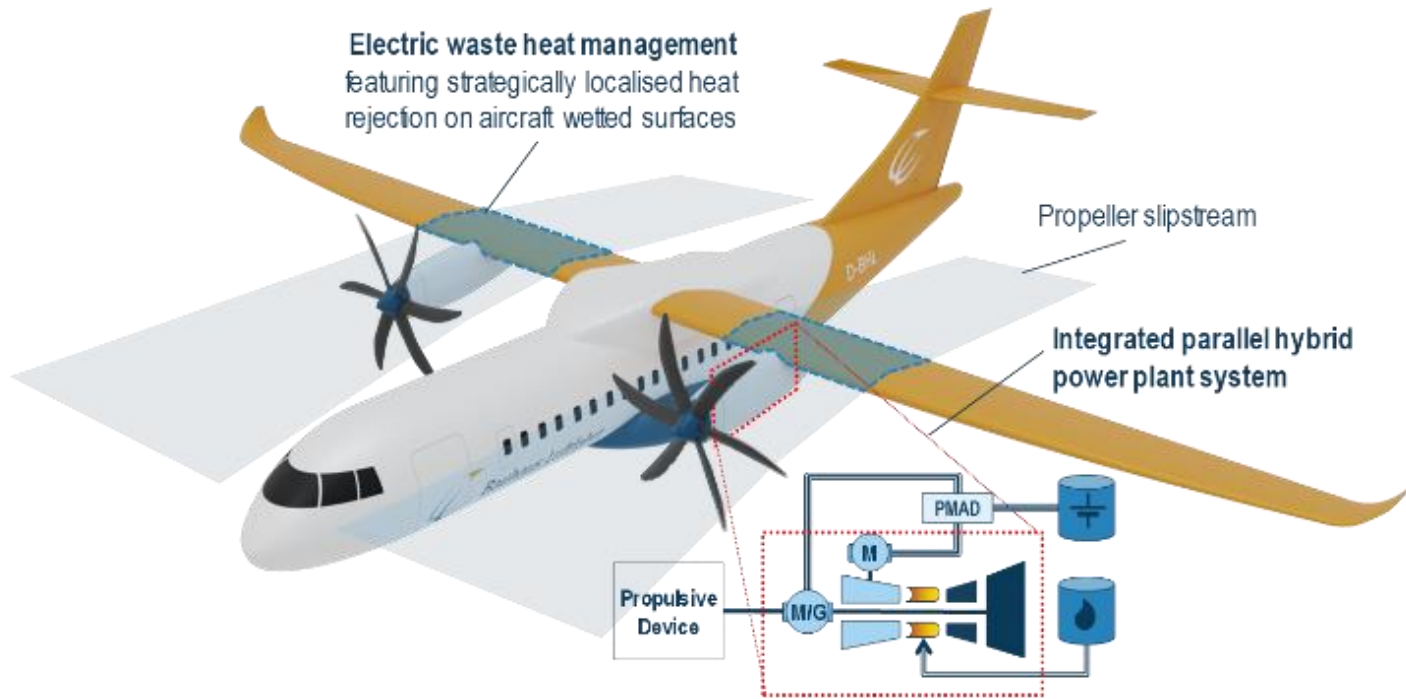 Electric waste heat management
featuring strategically localised heat
rejection on aircraft wetted surfaces
Propeller slipstream
D-BHL
Integrated parallel hybrid
power plant system
PMAD
M
Propulsive
Device
M/G